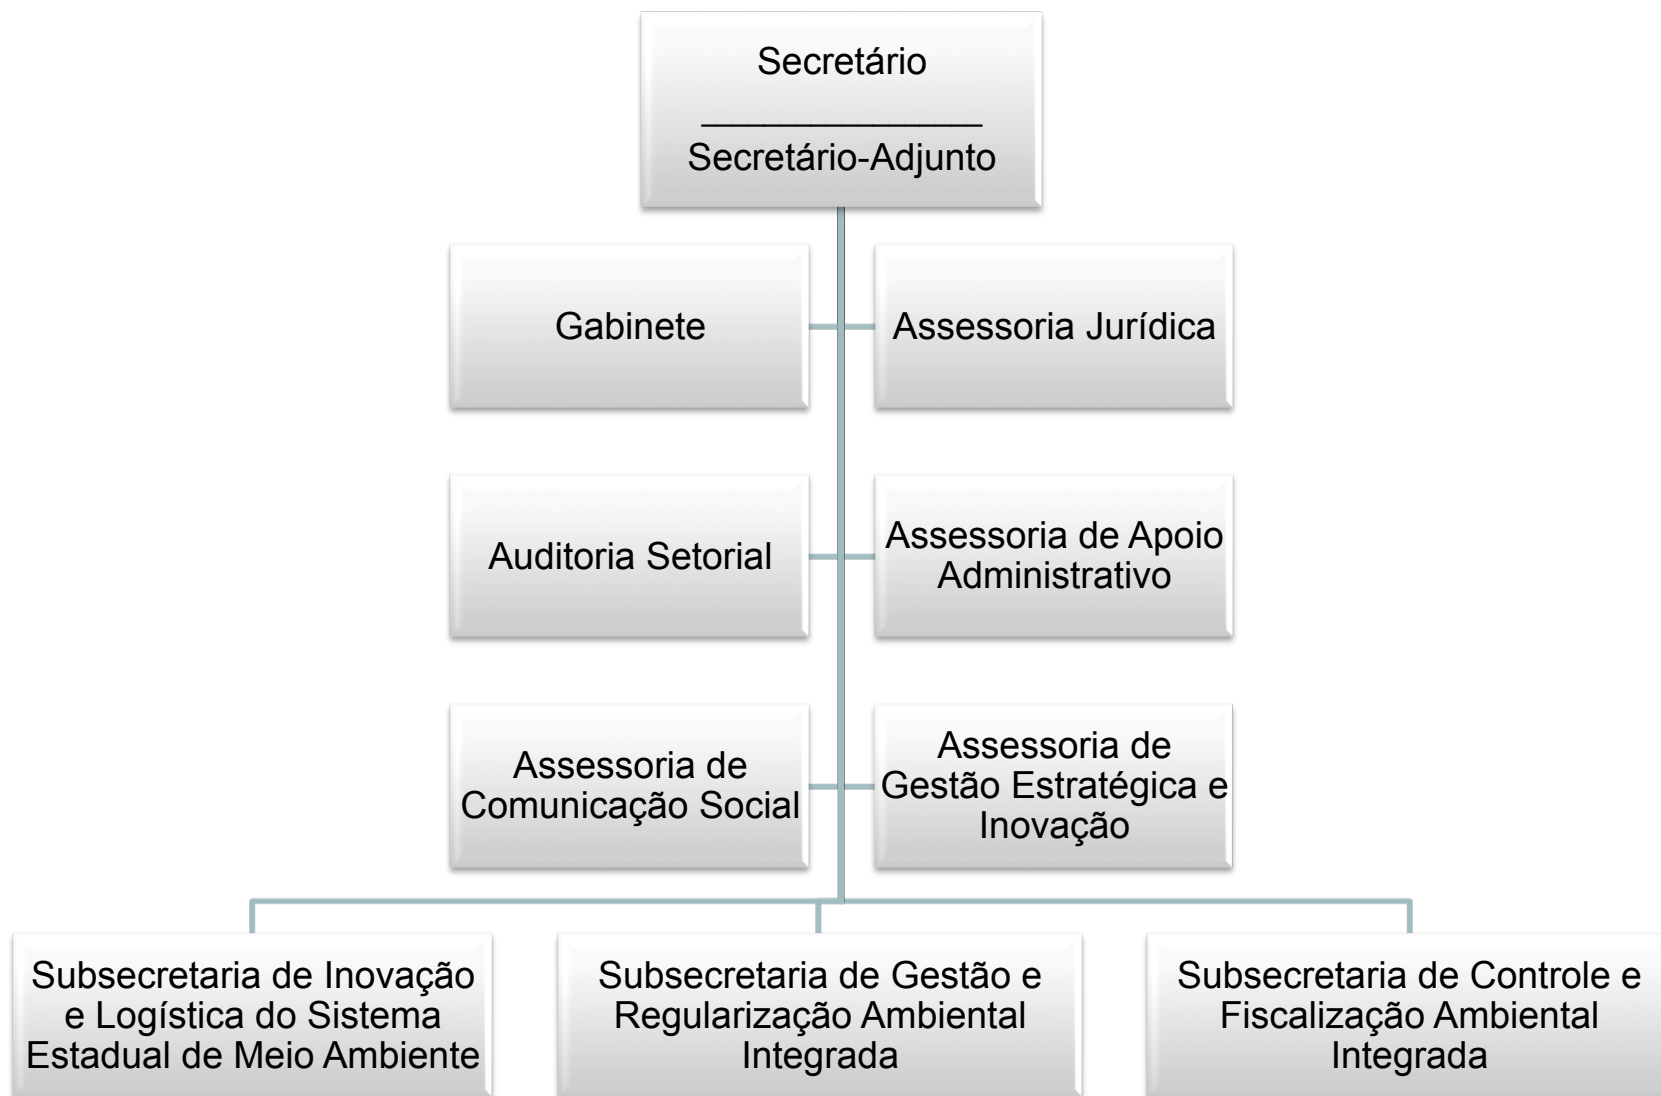 Secretário
__________________
Secretário-Adjunto
Gabinete
Assessoria Jurídica
Auditoria Setorial
Assessoria de Apoio
Administrativo
Assessoria de
Comunicação Social
Assessoria de
Gestão Estratégica e
Inovação
Subsecretaria de Inovação
e Logística do Sistema
Estadual de Meio Ambiente
Subsecretaria de Gestão e
Regularização Ambiental
Integrada
Subsecretaria de Controle e
Fiscalização Ambiental
Integrada